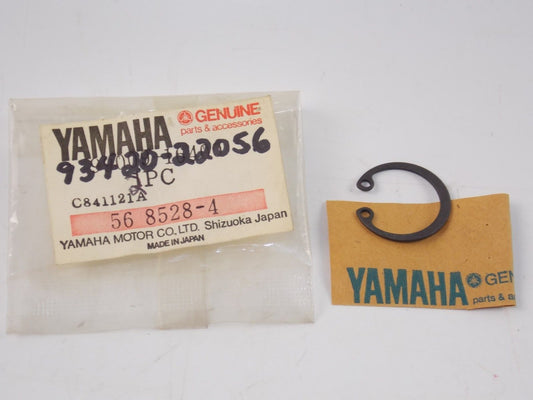 GENUINE
parts & accessories
YAMAHA
93420-22056
1PC
C841121A
56 8528-4
YAMAHA MOTOR CO.LTD. Shizuoka Japan
MADE IN JAPAN
YAMAHA GEN
parts & a